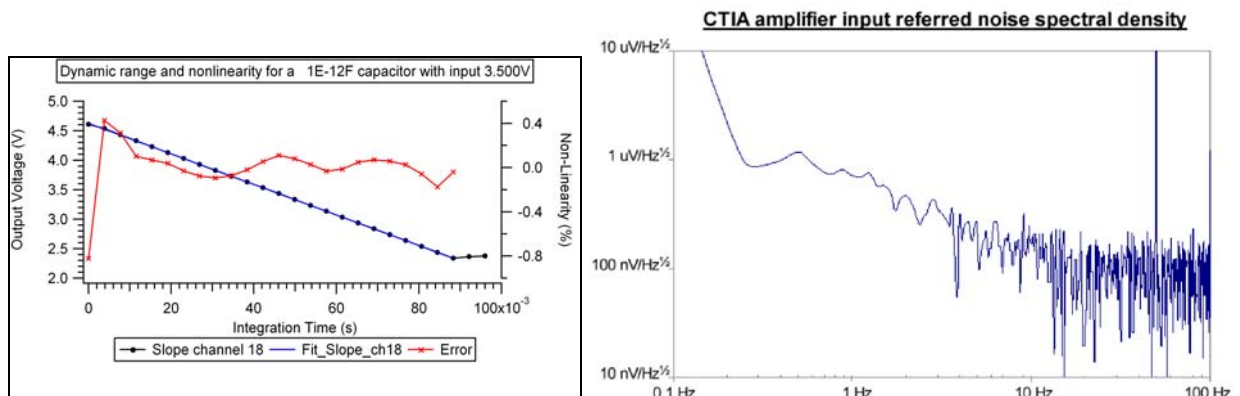 Dynamic range and nonlinearity for a 1E-12F capacitor with input 3.500V
Output Voltage (V)
5.0
4.5
4.0
3.5
3.0
2.5
2.0
0.4
0.0
-0.4
-0.8
Non-Linearity (%)
0 20 40 60 80 100x10-3
Integration Time (s)
Slope channel 18 Fit_Slope_ch18 Error
CTIA amplifier input referred noise spectral density
10 uV/Hz½
1 uV/Hz½
100 nV/Hz½
10 nV/Hz½
0.1 Hz 1 Hz 10 Hz 100 Hz